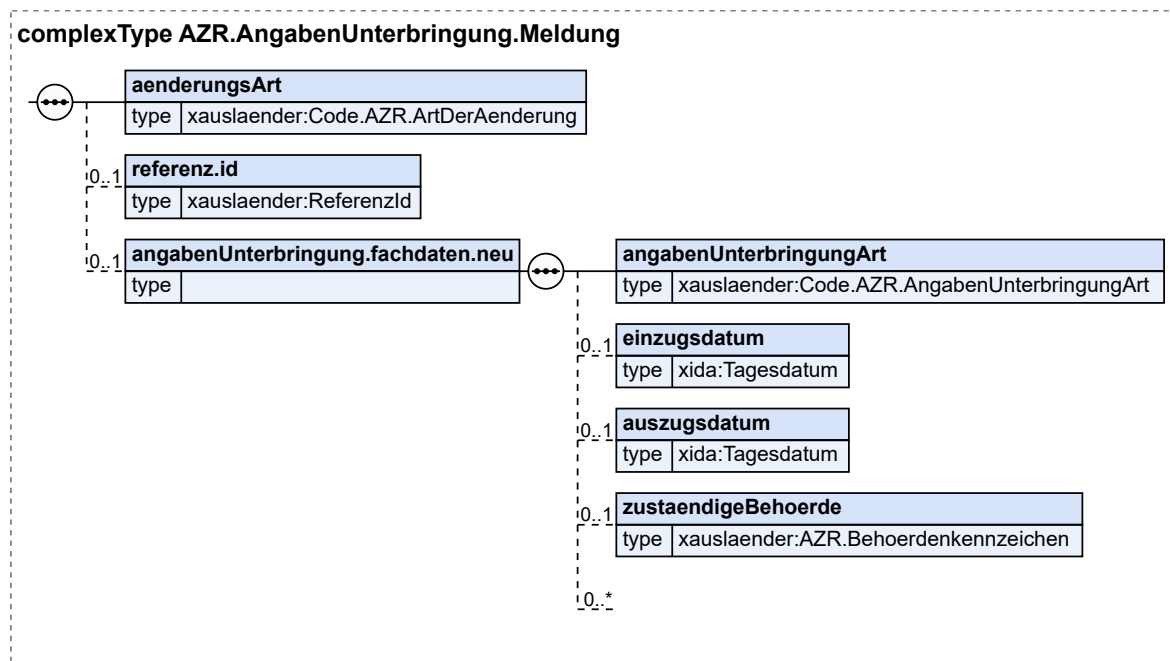 complexType AZR.AngabenUnterbringung.Meldung
aenderungsArt
type xauslaender:Code.AZR.ArtDerAenderung
0..1 referenz.id
type xauslaender:ReferenzId
0..1 angabenUnterbringung.fachdaten.neu
type
angabenUnterbringungArt
type xauslaender:Code.AZR.AngabenUnterbringungArt
0..1 einzugsdatum
type xida:Tagesdatum
0..1 auszugsdatum
type xida:Tagesdatum
0..1 zustaendigeBehoerde
type xauslaender:AZR.Behoerdenkennzeichen
0..*